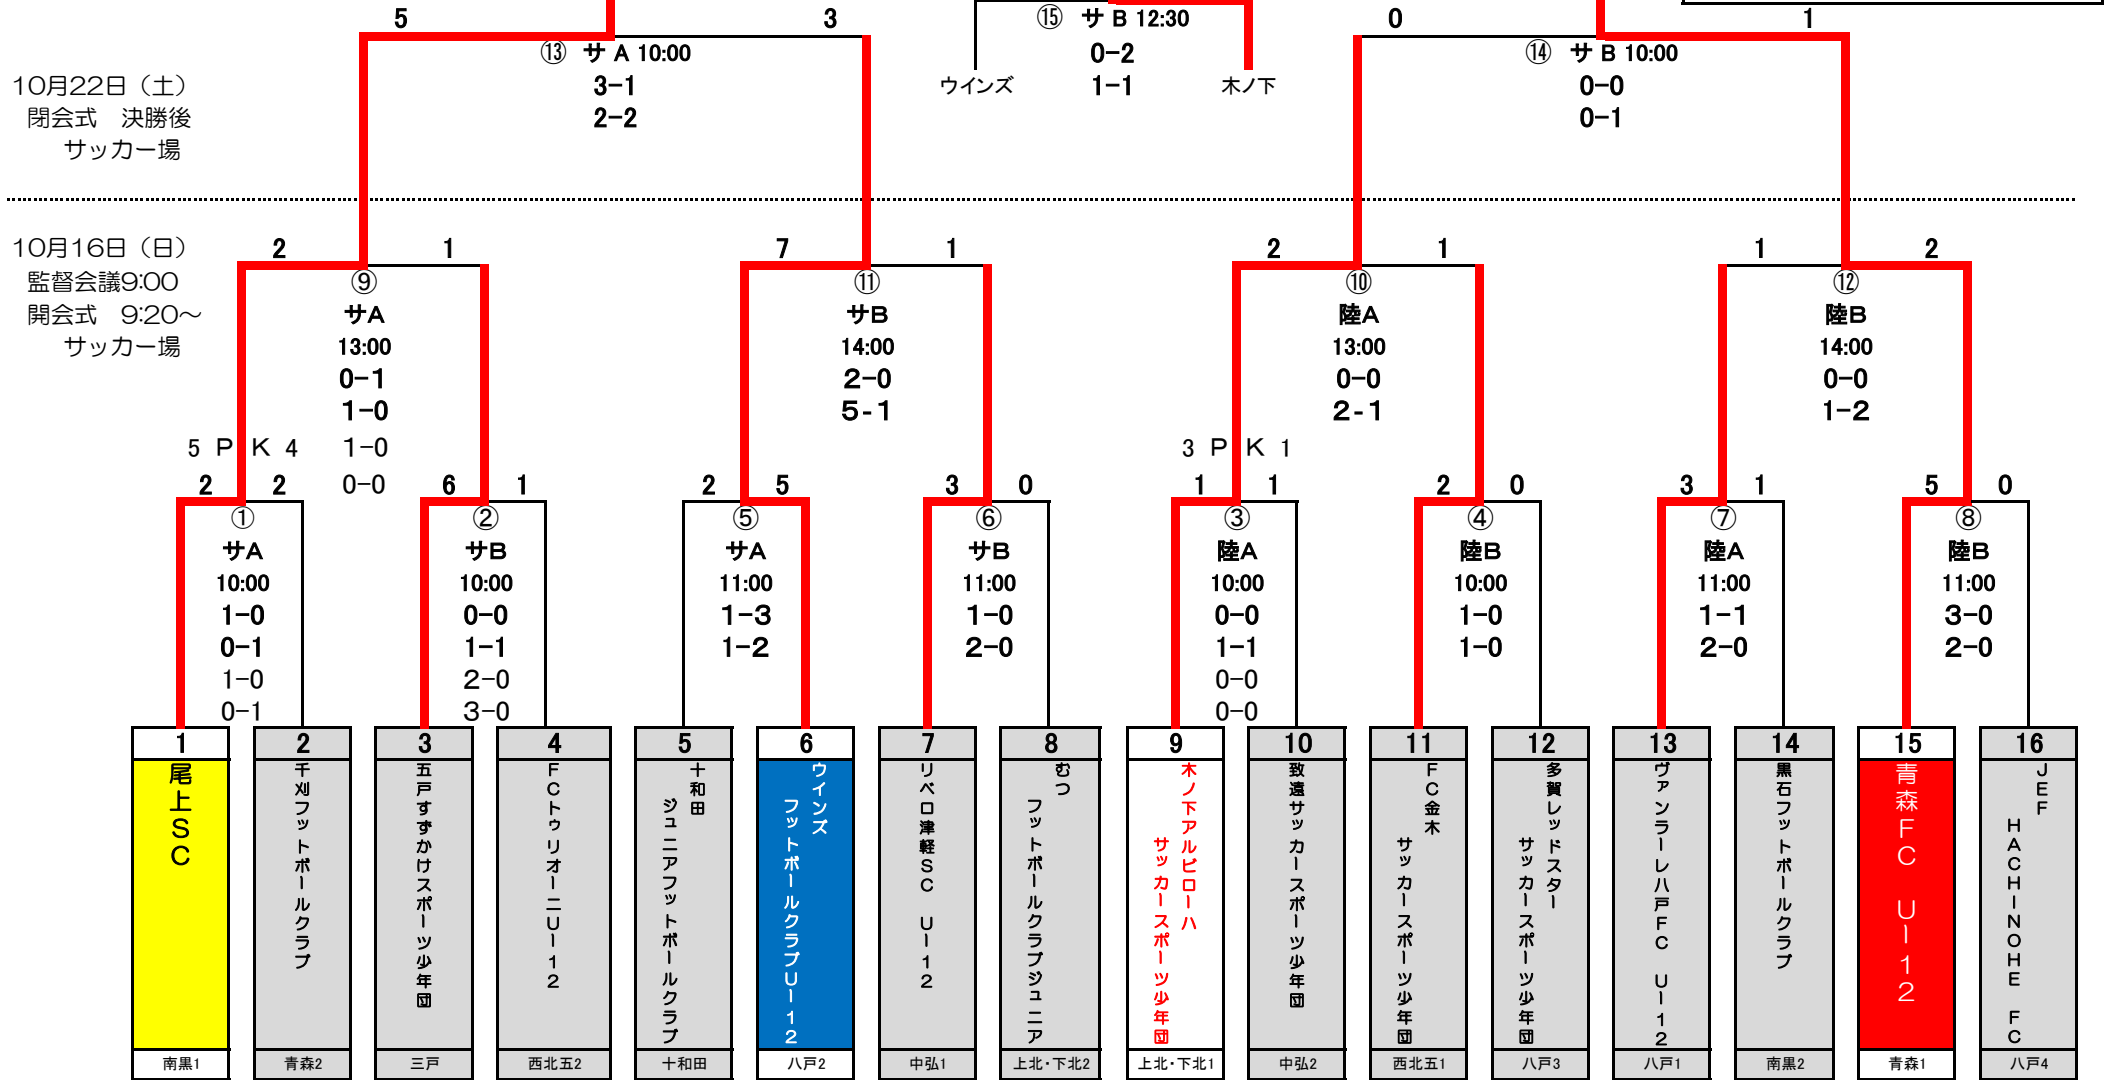 5 3 0 1
⑮ サ B 12:30
0-2
1-1
ウインズ 木ノ下
⑬ サ A 10:00
3-1
2-2
⑭ サ B 10:00
0-0
0-1
10月22日（土）
閉会式 決勝後
サッカー場
10月16日（日）
監督会議9:00
開会式 9:20～
サッカー場
2 1
⑨
サA
13:00
0-1
1-0
1-0
0-0
7 1
⑪
サB
14:00
2-0
5-1
2 1
⑩
陸A
13:00
0-0
2-1
1 2
⑫
陸B
14:00
0-0
1-2
5 PK 4
2 2
①
サA
10:00
1-0
0-1
1-0
0-1
6 1
②
サB
10:00
0-0
1-1
2-0
3-0
2 5
⑤
サA
11:00
1-3
1-2
3 0
⑥
サB
11:00
1-0
2-0
3 PK 1
1 1
③
陸A
10:00
0-0
1-1
0-0
0-0
2 0
④
陸B
10:00
1-0
1-0
3 1
⑦
陸A
11:00
1-1
2-0
5 0
⑧
陸B
11:00
3-0
2-0
1
尾上SC
南黒1
2
千刈フットボールクラブ
青森2
3
五戸すずかけスポーツ少年団
三戸
4
FCトゥリオーニU-12
西北五2
5
十和田
ジュニアフットボールクラブ
十和田
6
ウインズ
フットボールクラブU-12
八戸2
7
リベロ津軽SC U-12
中弘1
8
むつ
フットボールクラブジュニア
上北・下北2
9
木ノ下アルビローハ
サッカースポーツ少年団
上北・下北1
10
致遠サッカースポーツ少年団
中弘2
11
FC金木
サッカースポーツ少年団
西北五1
12
多賀レッドスター
サッカースポーツ少年団
八戸3
13
ヴァンラーレ八戸FC U-12
八戸1
14
黒石フットボールクラブ
南黒2
15
青森FC U-12
青森1
16
JEF
HACHINOHE FC
八戸4